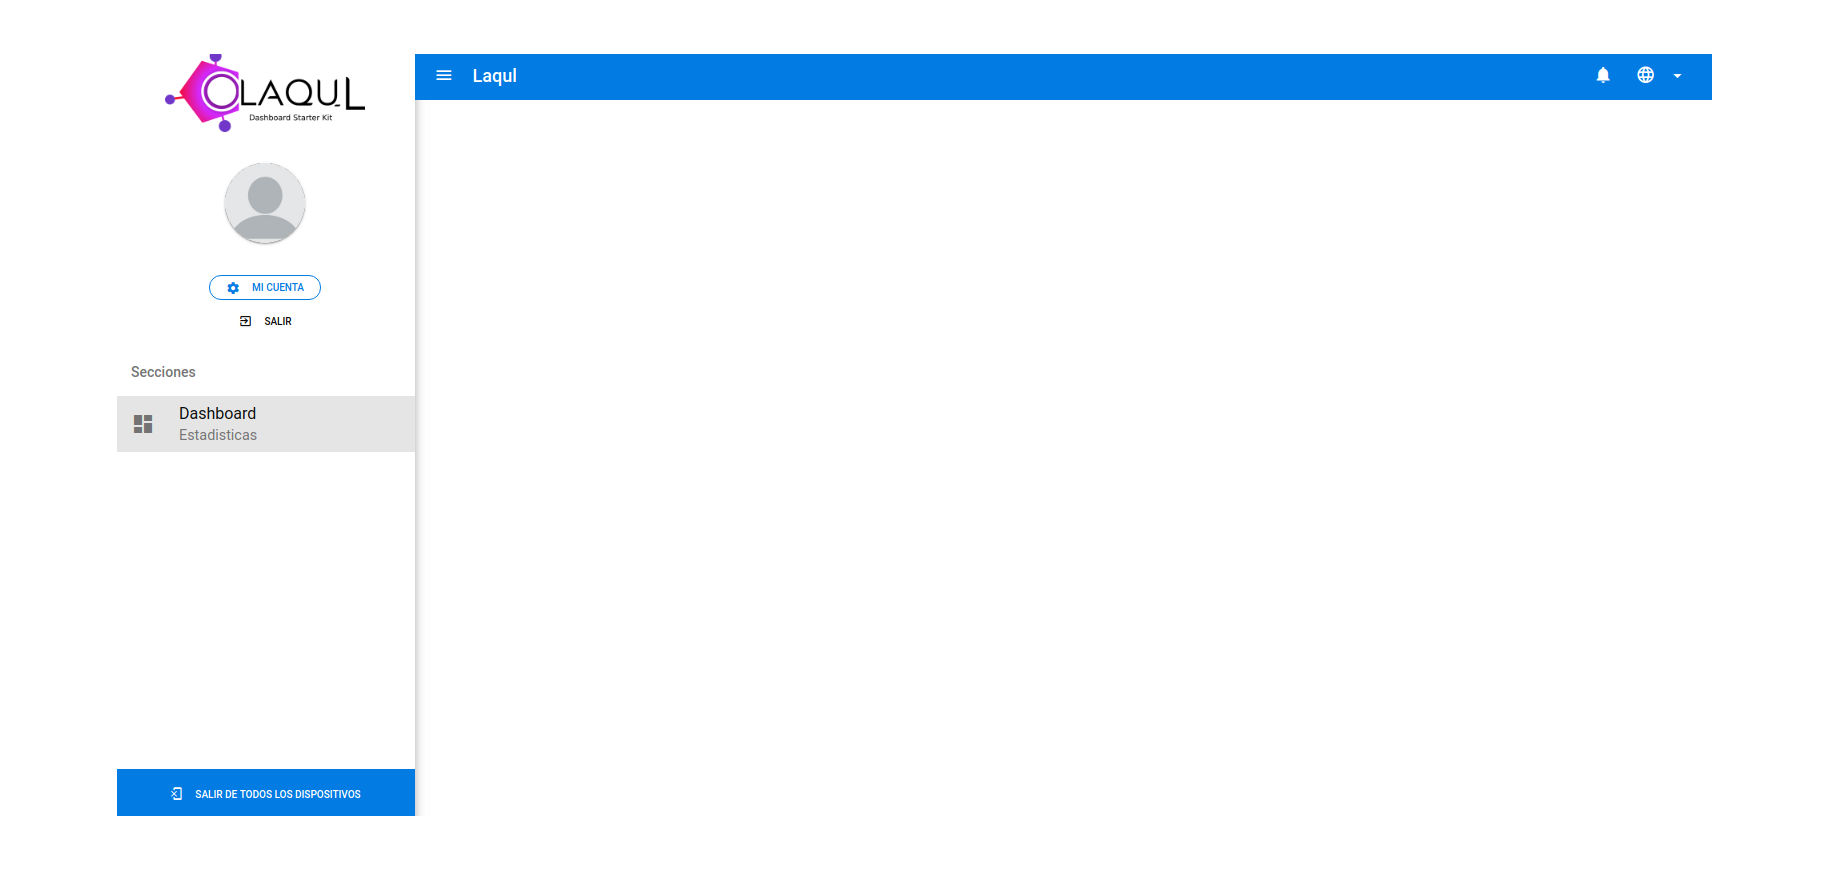 LAQUL
Dashboard Starter Kit
Laqul
MI CUENTA
SALIR
Secciones
Dashboard
Estadisticas
SALIR DE TODOS LOS DISPOSITIVOS